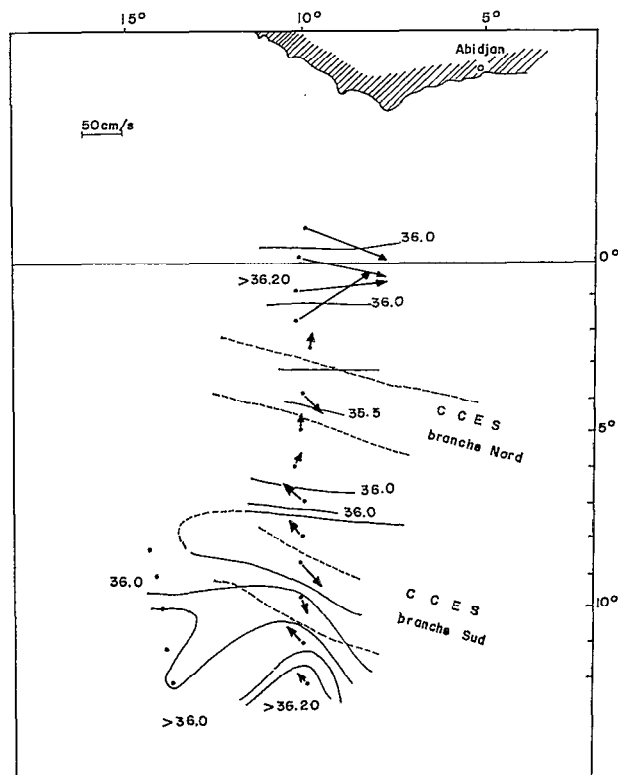 15° 10° 5°
Abidjan
50cm/s
36.0
0°
>36.20
36.0
35.5
C C E S
branche Nord
5°
36.0
36.0
36.0
C C E S
branche Sud
10°
>36.0
>36.20